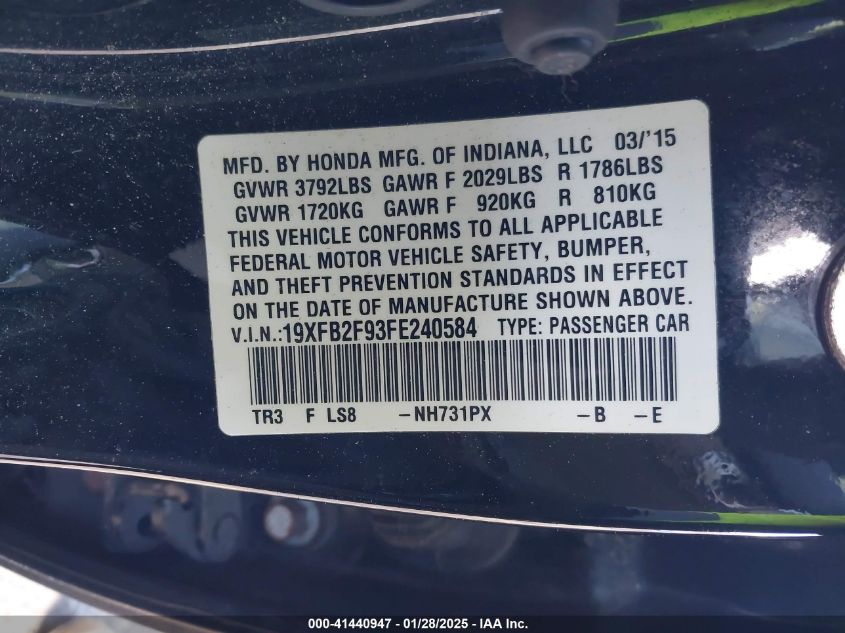 MFD. BY HONDA MFG. OF INDIANA, LLC 03/'15
GVWR 3792LBS GAWR F 2029LBS R 1786LBS
GVWR 1720KG GAWR F 920KG R 810KG
THIS VEHICLE CONFORMS TO ALL APPLICABLE
FEDERAL MOTOR VEHICLE SAFETY, BUMPER,
AND THEFT PREVENTION STANDARDS IN EFFECT
ON THE DATE OF MANUFACTURE SHOWN ABOVE.
V.I.N.:19XFB2F93FE240584 TYPE: PASSENGER CAR
TR3 F LS8 –NH731PX –B –E
000-41440947 - 01/28/2025 - IAA Inc.